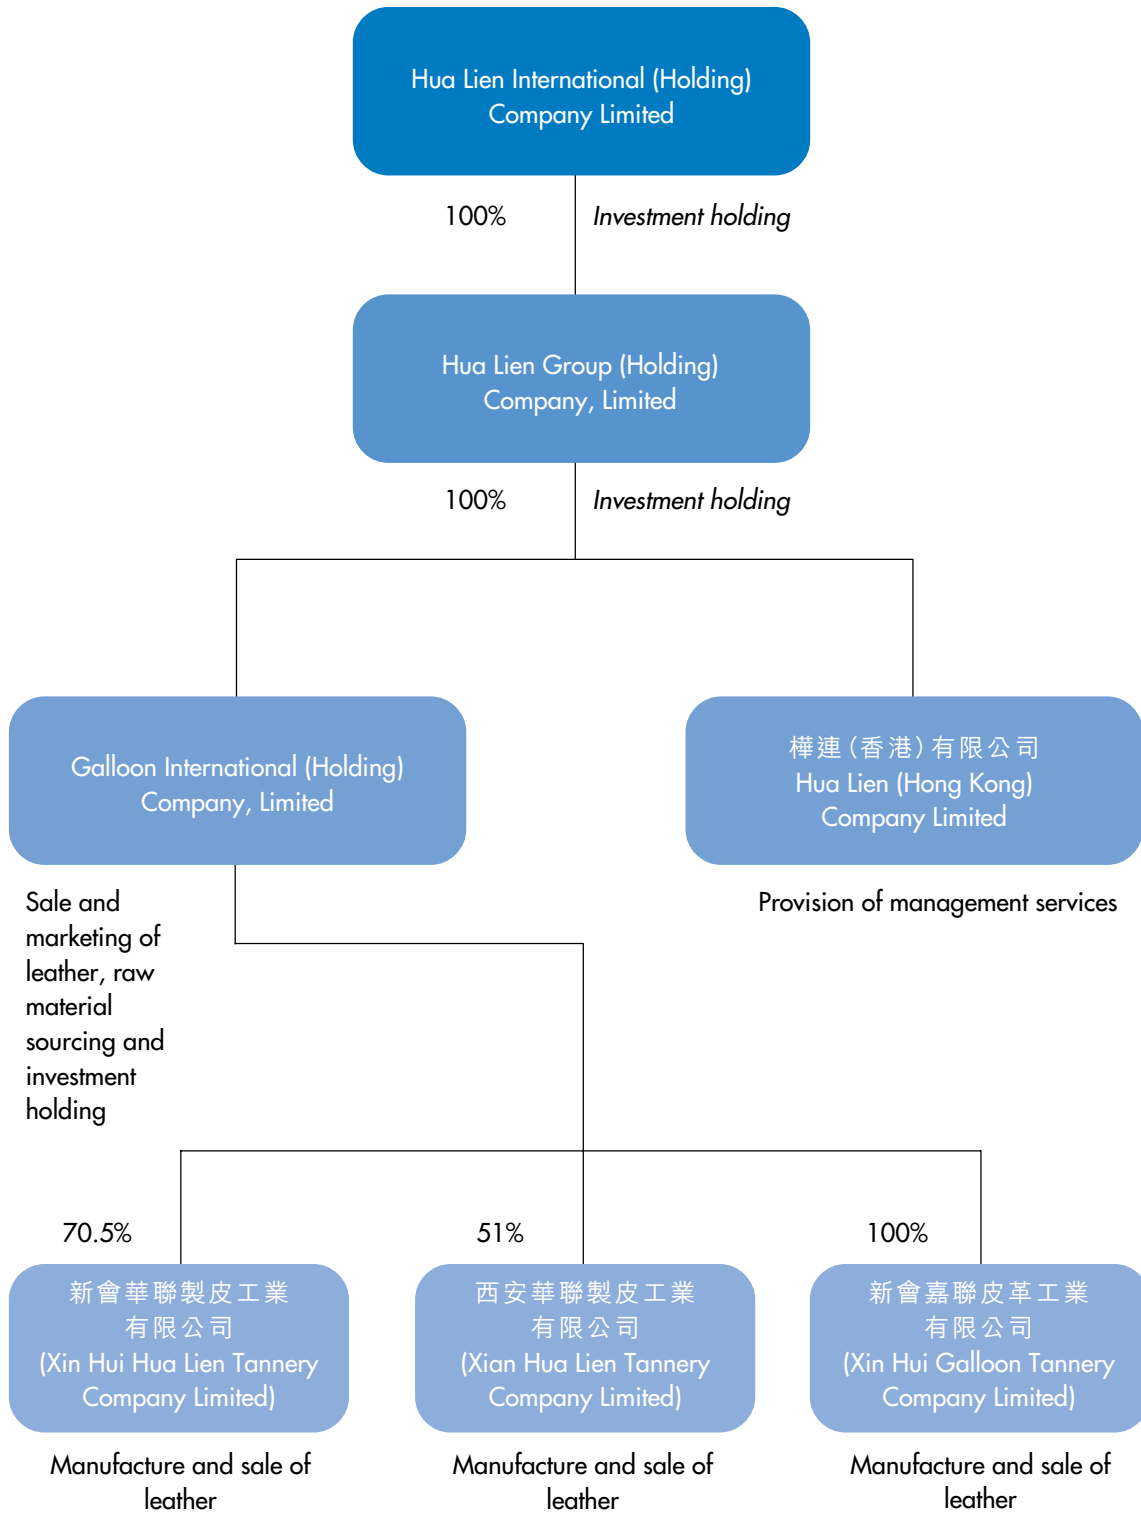 Hua Lien International (Holding)
Company Limited
100%
Investment holding
Hua Lien Group (Holding)
Company, Limited
100%
Investment holding
Galloon International (Holding)
Company, Limited
樺連(香港)有限公司
Hua Lien (Hong Kong)
Company Limited
Sale and
marketing of
leather, raw
material
sourcing and
investment
holding
Provision of management services
70.5%
51%
100%
新會華聯製皮工業
有限公司
(Xin Hui Hua Lien Tannery
Company Limited)
西安華聯製皮工業
有限公司
(Xian Hua Lien Tannery
Company Limited)
新會嘉聯皮革工業
有限公司
(Xin Hui Galloon Tannery
Company Limited)
Manufacture and sale of
leather
Manufacture and sale of
leather
Manufacture and sale of
leather